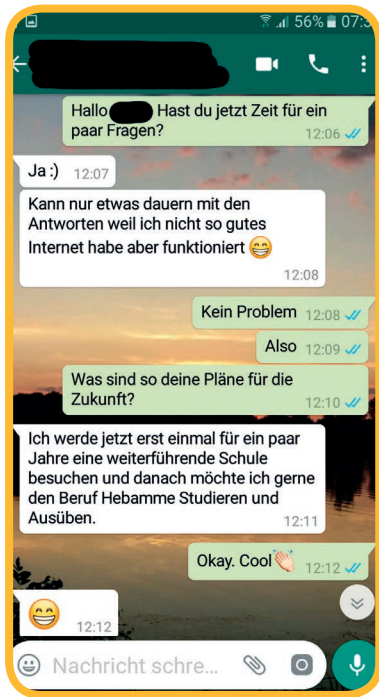 56% 07:5
Hallo Hast du jetzt Zeit für ein
paar Fragen? 12:06
Ja :) 12:07
Kann nur etwas dauern mit den
Antworten weil ich nicht so gutes
Internet habe aber funktioniert 😁
12:08
Kein Problem 12:08
Also 12:09
Was sind so deine Pläne für die
Zukunft? 12:10
Ich werde jetzt erst einmal für ein paar
Jahre eine weiterführende Schule
besuchen und danach möchte ich gerne
den Beruf Hebamme Studieren und
Ausüben. 12:11
Okay. Cool👏🏻 12:12
😁 12:12
Nachricht schre...